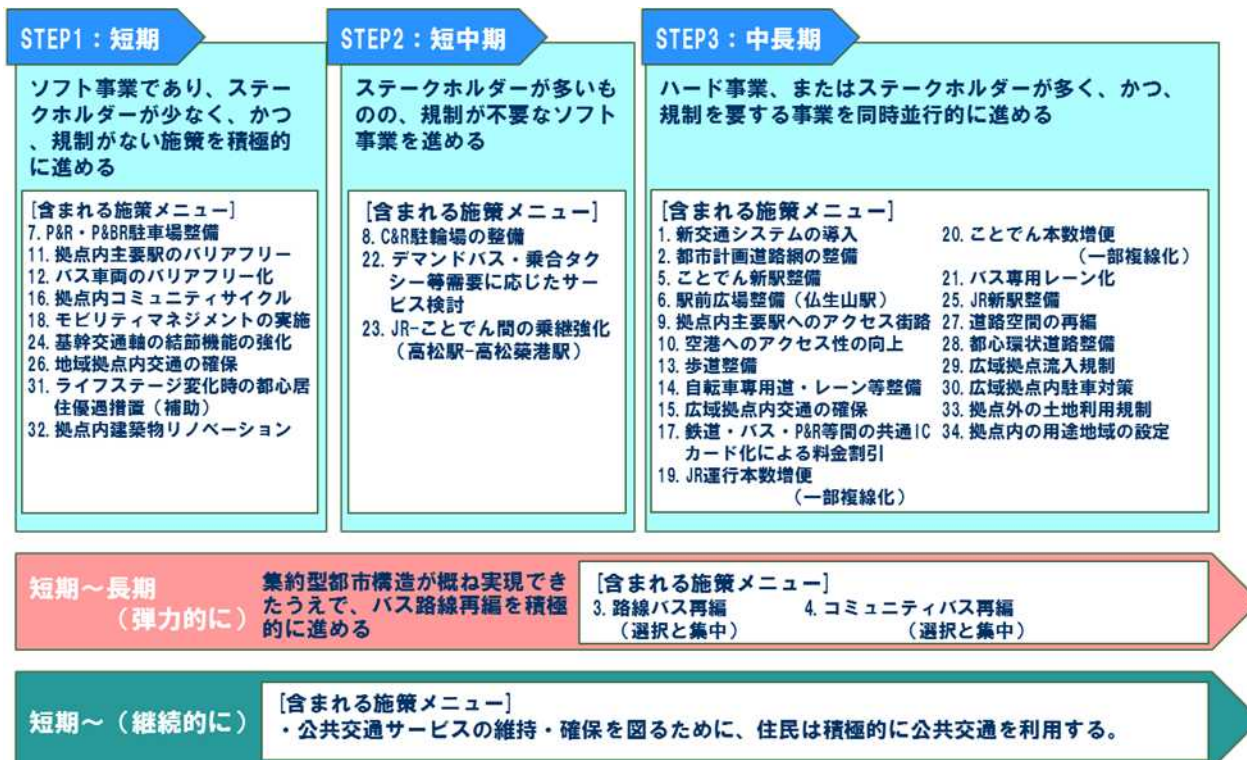 STEP1：短期
ソフト事業であり、ステー
クホルダーが少なく、かつ
、規制がない施策を積極的
に進める
[含まれる施策メニュー]
7. P&R・P&BR駐車場整備
11. 拠点内主要駅のバリアフリー
12. バス車両のバリアフリー化
16. 拠点内コミュニティサイクル
18. モビリティマネジメントの実施
24. 基幹交通軸の結節機能の強化
26. 地域拠点内交通の確保
31. ライフステージ変化時の都心居
住優遇措置（補助）
32. 拠点内建築物リノベーション
STEP2：短中期
ステークホルダーが多いも
のの、規制が不要なソフト
事業を進める
[含まれる施策メニュー]
8. C&R駐輪場の整備
22. デマンドバス・乗合タク
シー等需要に応じたサー
ビス検討
23. JR-ことでん間の乗継強化
（高松駅-高松築港駅）
STEP3：中長期
ハード事業、またはステークホルダーが多く、かつ、
規制を要する事業を同時並行的に進める
[含まれる施策メニュー]
1. 新交通システムの導入
2. 都市計画道路網の整備
5. ことでん新駅整備
6. 駅前広場整備（仏生山駅）
9. 拠点内主要駅へのアクセス街路
10. 空港へのアクセス性の向上
13. 歩道整備
14. 自転車専用道・レーン等整備
15. 広域拠点内交通の確保
17. 鉄道・バス・P&R等間の共通IC
カード化による料金割引
19. JR運行本数増便
（一部複線化）
20. ことでん本数増便
（一部複線化）
21. バス専用レーン化
25. JR新駅整備
27. 道路空間の再編
28. 都心環状道路整備
29. 広域拠点流入規制
30. 広域拠点内駐車対策
33. 拠点外の土地利用規制
34. 拠点内の用途地域の設定
短期～長期
（弾力的に）
集約型都市構造が概ね実現でき
たうえで、バス路線再編を積極
的に進める
[含まれる施策メニュー]
3. 路線バス再編
（選択と集中）
4. コミュニティバス再編
（選択と集中）
短期～（継続的に）
[含まれる施策メニュー]
・公共交通サービスの維持・確保を図るために、住民は積極的に公共交通を利用する。